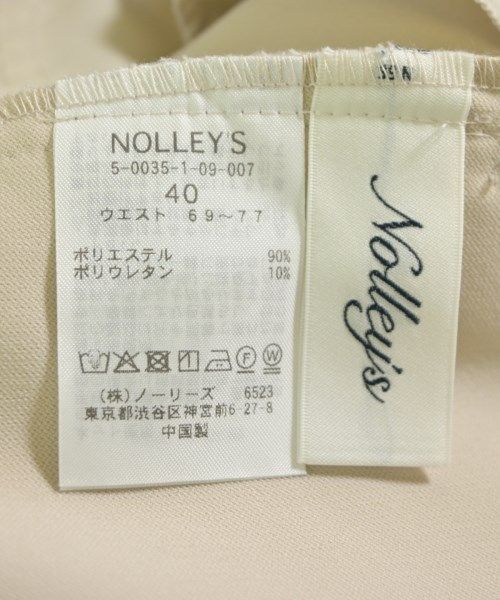 NOLLEY'S
5-0035-1-09-007
40
ウエスト 69～77
ポリエステル 90%
ポリウレタン 10%
F W
(株)ノーリーズ 6523
東京都渋谷区神宮前6-27-8
中国製
Nolley's